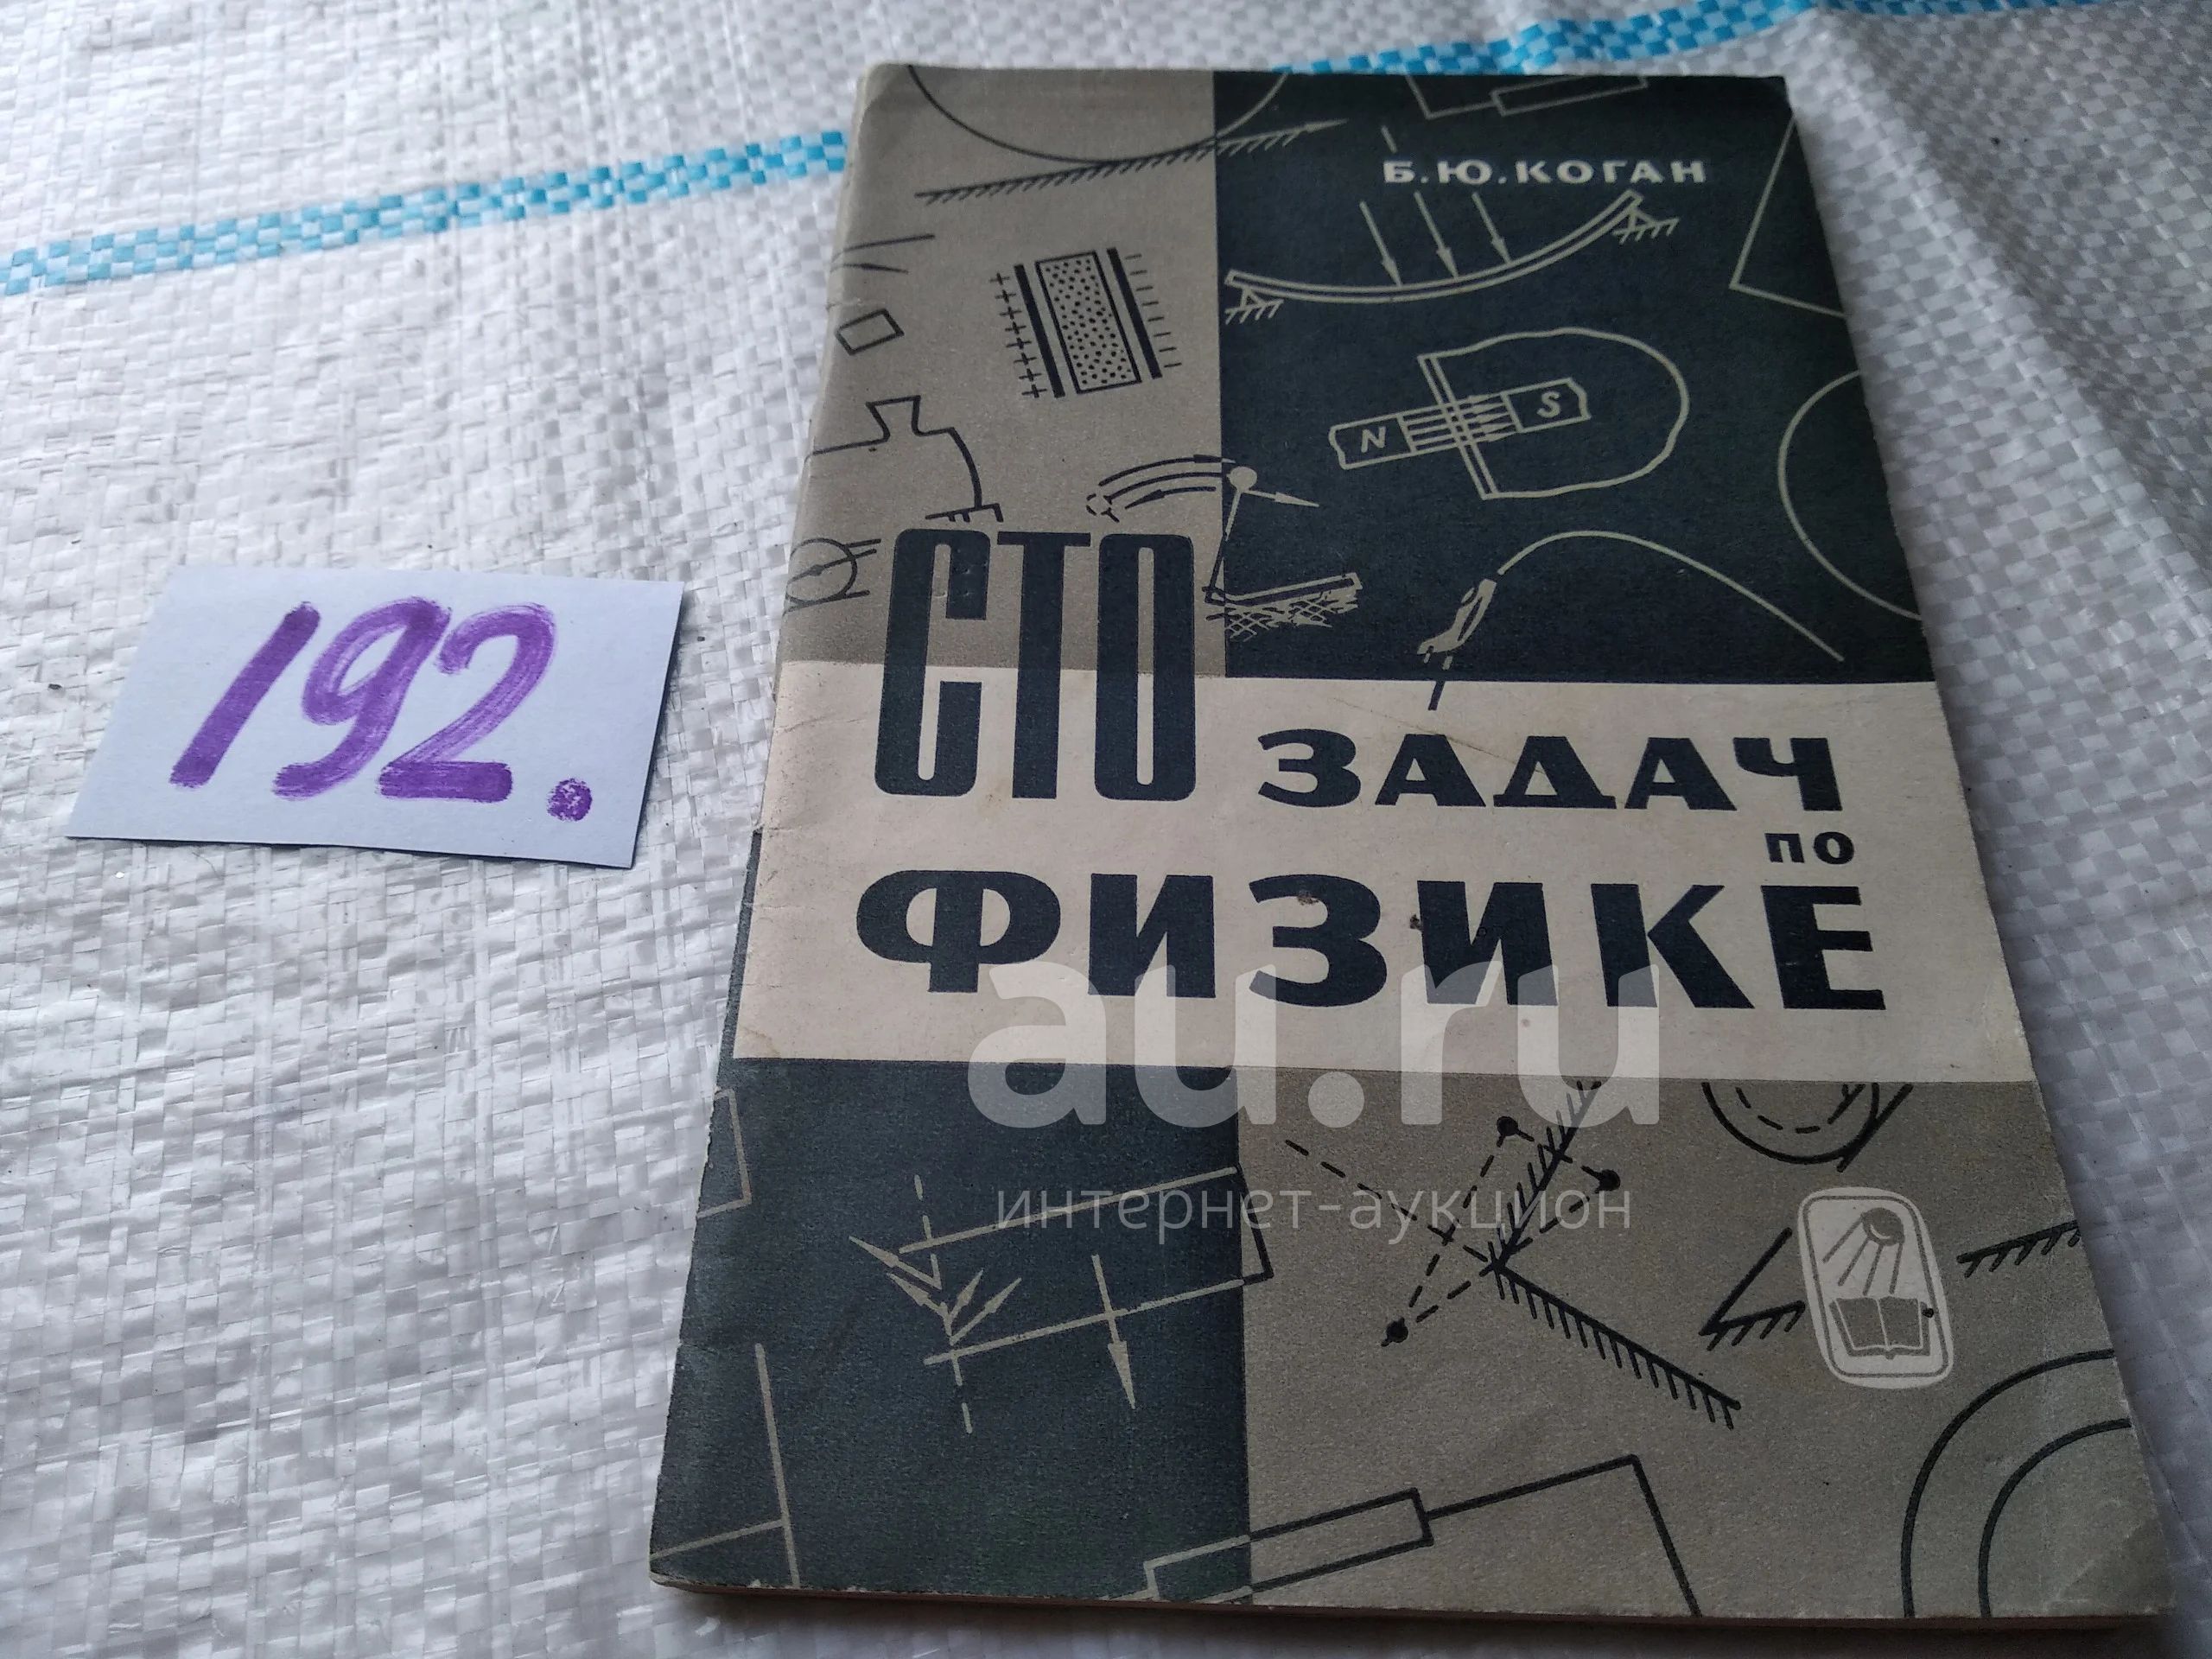 Б.Ю.КОГАН
N
S
192.
СТО
ЗАДАЧ
ПО
ФИЗИКЕ
au.ru
интернет-аукцион